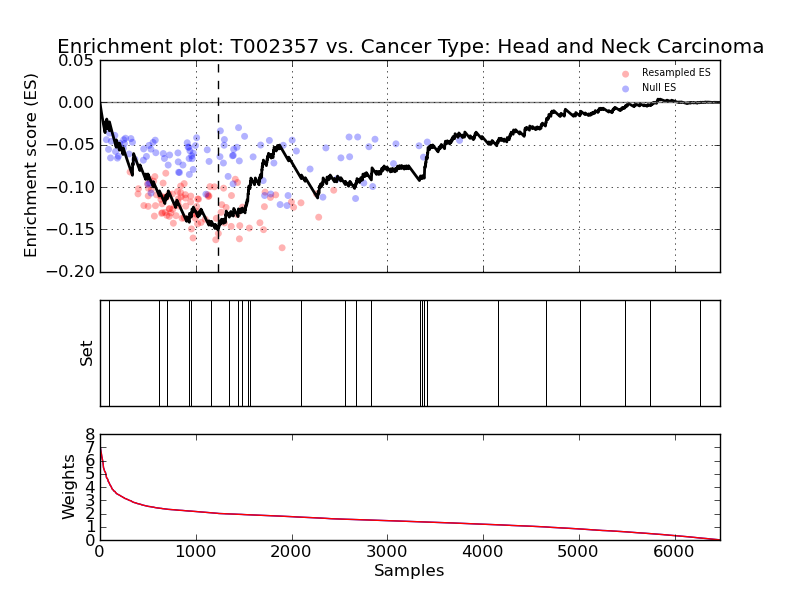 Enrichment plot: T002357 vs. Cancer Type: Head and Neck Carcinoma
0.05
0.00
−0.05
−0.10
−0.15
−0.20
Enrichment score (ES)
Resampled ES
Null ES
Set
8
7
6
5
4
3
2
1
0
Weights
0 1000 2000 3000 4000 5000 6000
Samples